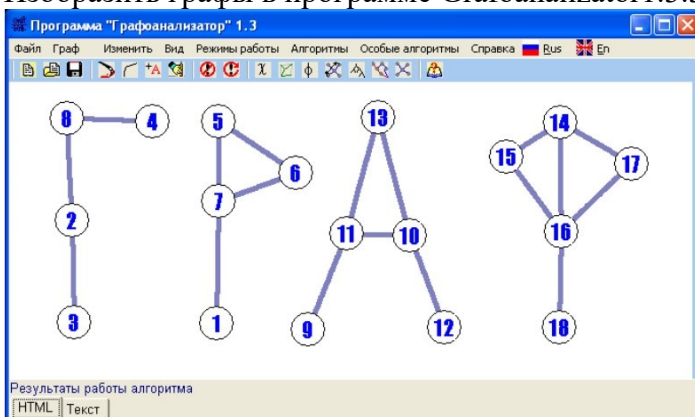 Изобразить графы в программе Grafoanalizator1.3.
Программа "Графоанализатор" 1.3
Файл Граф Изменить Вид Режимы работы Алгоритмы Особые алгоритмы Справка Rus En
8 4 5 13 14
6 15 17
7
2 11 10 16
3 1 9 12 18
Результаты работы алгоритма
HTML Текст